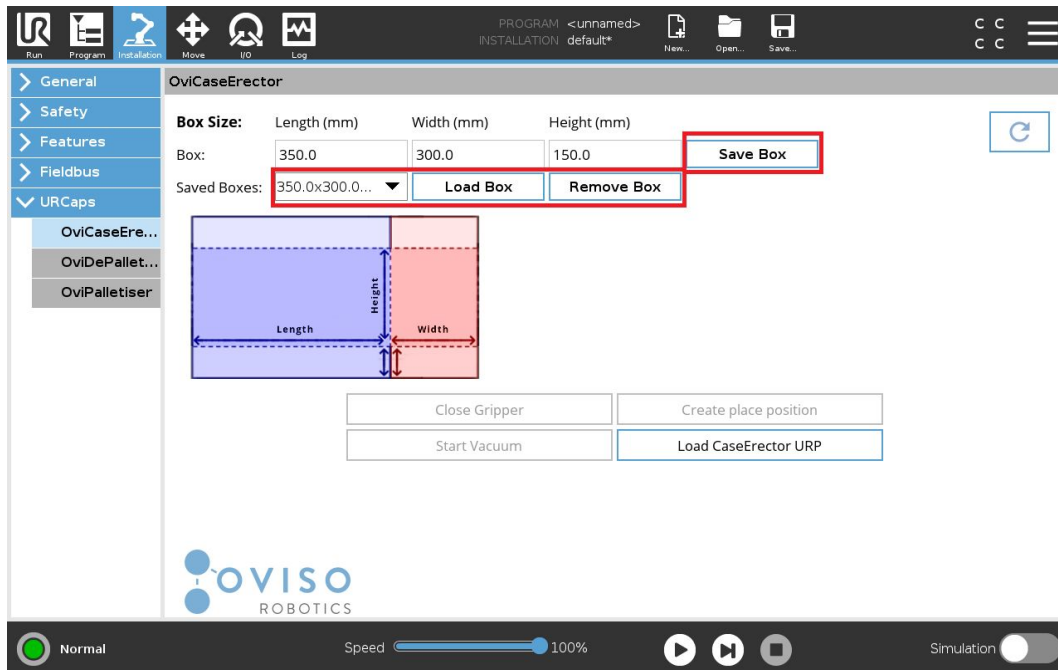 PROGRAM <unnamed>
INSTALLATION default*
Run Program Installation Move I/O Log New... Open... Save...
C C
C C
General
OviCaseErector
Safety
Features
Fieldbus
URCaps
OviCaseEre...
OviDePallet...
OviPalletiser
Box Size: Length (mm) Width (mm) Height (mm)
Box: 350.0 300.0 150.0 Save Box
Saved Boxes: 350.0x300.0... Load Box Remove Box
Height
Length Width
Close Gripper Create place position
Start Vacuum Load CaseErector URP
OVISO
ROBOTICS
Normal Speed 100% Simulation